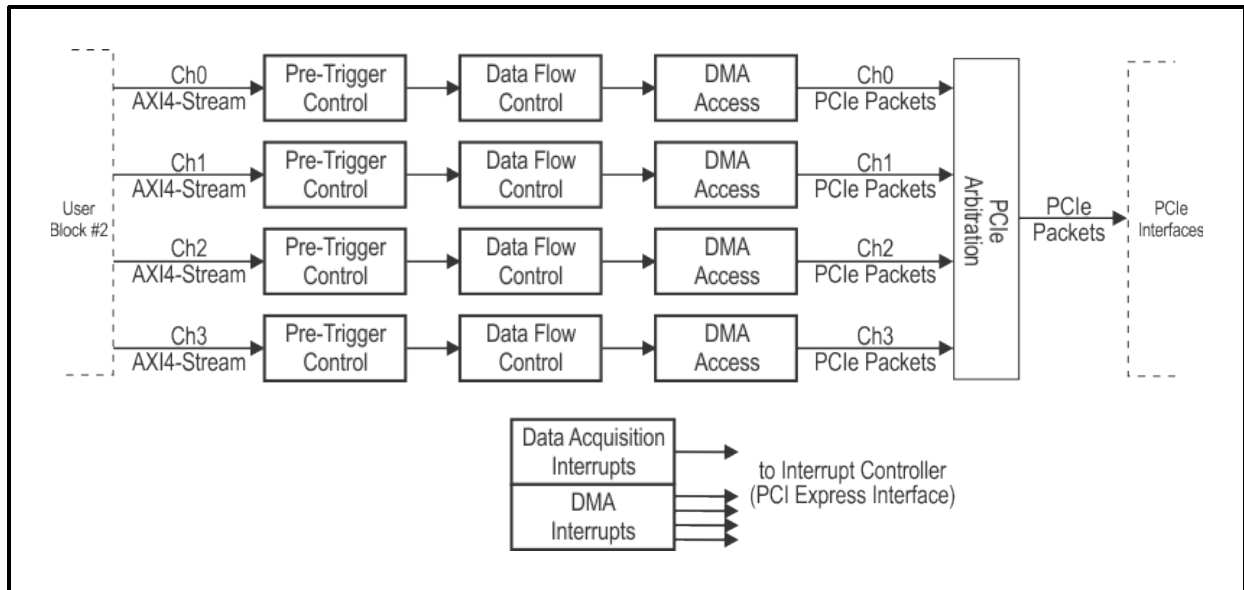 Ch0
AXI4-Stream
Pre-Trigger
Control
Data Flow
Control
DMA
Access
Ch0
PCIe Packets
Ch1
AXI4-Stream
Pre-Trigger
Control
Data Flow
Control
DMA
Access
Ch1
PCIe Packets
User
Block #2
Ch2
AXI4-Stream
Pre-Trigger
Control
Data Flow
Control
DMA
Access
Ch2
PCIe Packets
Ch3
AXI4-Stream
Pre-Trigger
Control
Data Flow
Control
DMA
Access
Ch3
PCIe Packets
PCIe
Arbitration
PCIe
Packets
PCIe
Interfaces
Data Acquisition
Interrupts
DMA
Interrupts
to Interrupt Controller
(PCI Express Interface)